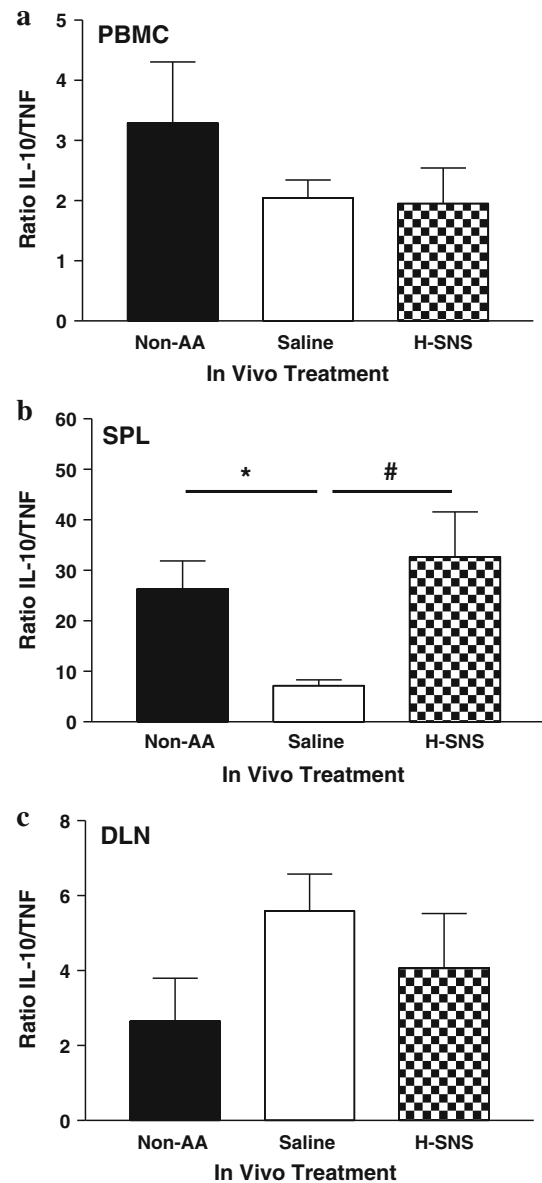 a
PBMC
5
4
3
2
1
0
Ratio IL-10/TNF
Non-AA Saline H-SNS
In Vivo Treatment
b
SPL
60
50
40
30
20
10
0
Ratio IL-10/TNF
* #
Non-AA Saline H-SNS
In Vivo Treatment
c
DLN
8
6
4
2
0
Ratio IL-10/TNF
Non-AA Saline H-SNS
In Vivo Treatment